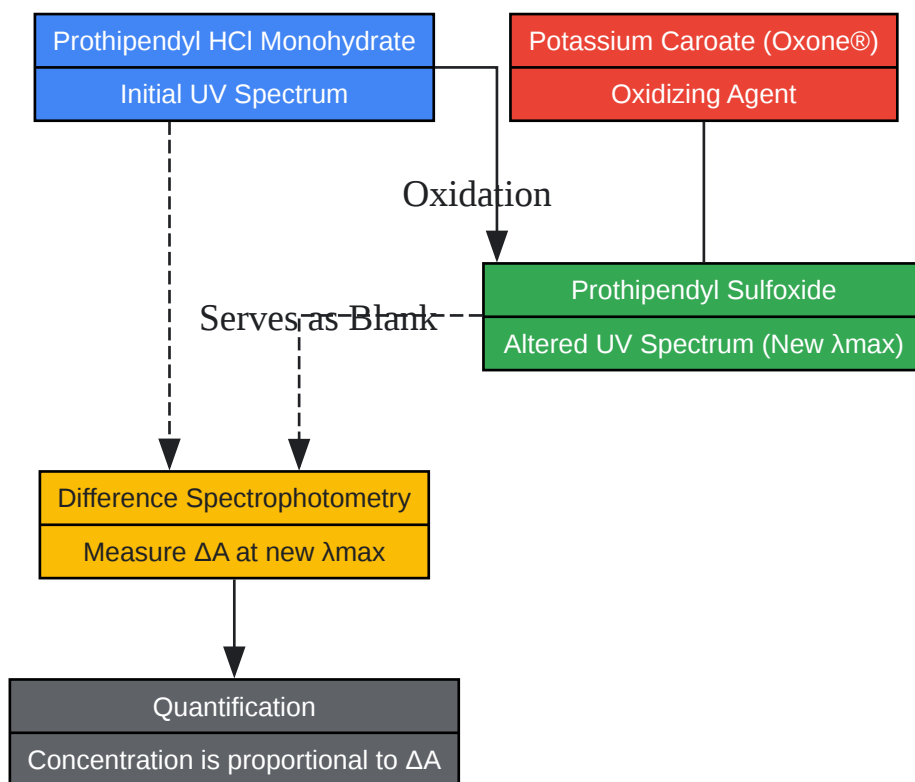 Prothipendyl HCl Monohydrate
Initial UV Spectrum
Potassium Caroate (Oxone®)
Oxidizing Agent
Oxidation
Prothipendyl Sulfoxide
Altered UV Spectrum (New λmax)
Serves as Blank
Difference Spectrophotometry
Measure ΔA at new λmax
Quantification
Concentration is proportional to ΔA